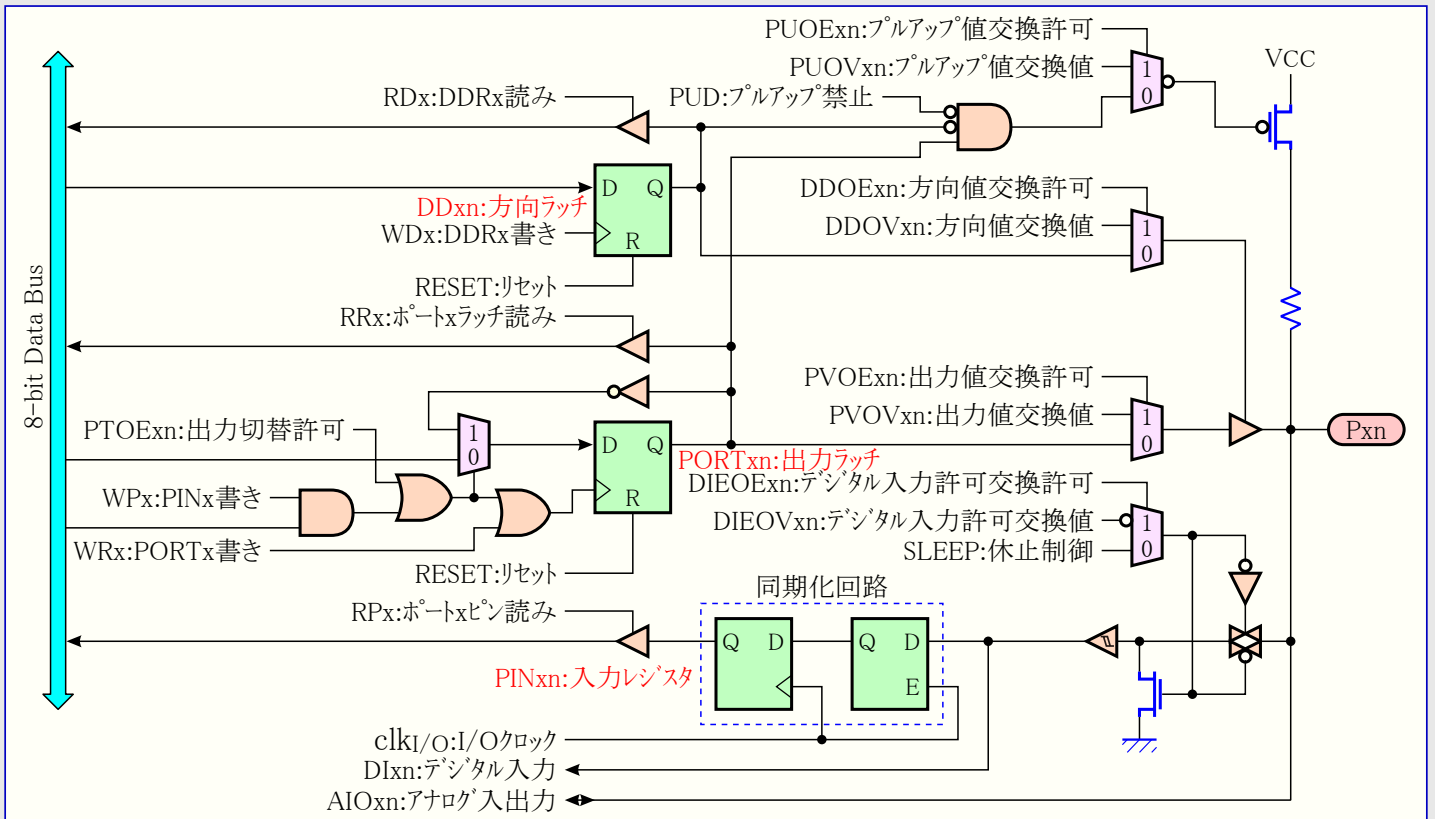 PUOExn:プルアップ値交換許可
PUOVxn:プルアップ値交換値
1
0
VCC
RDx:DDRx読み
PUD:プルアップ禁止
D Q
R
DDxn:方向ラッチ
WDx:DDRx書き
DDOExn:方向値交換許可
DDOVxn:方向値交換値
1
0
8-bit Data Bus
RESET:リセット
RRx:ポートxラッチ読み
PVOExn:出力値交換許可
PVOVxn:出力値交換値
1
0
Pxn
PTOExn:出力切替許可
1
0
D Q
R
PORTxn:出力ラッチ
WPx:PINx書き
WRx:PORTx書き
DIEOExn:デジタル入力許可交換許可
DIEOVxn:デジタル入力許可交換値
SLEEP:休止制御
1
0
RESET:リセット
同期化回路
RPx:ポートxピン読み
Q D
Q D
E
PINxn:入力レジスタ
clkI/O:I/Oクロック
DIxn:デジタル入力
AIOxn:アナログ入出力